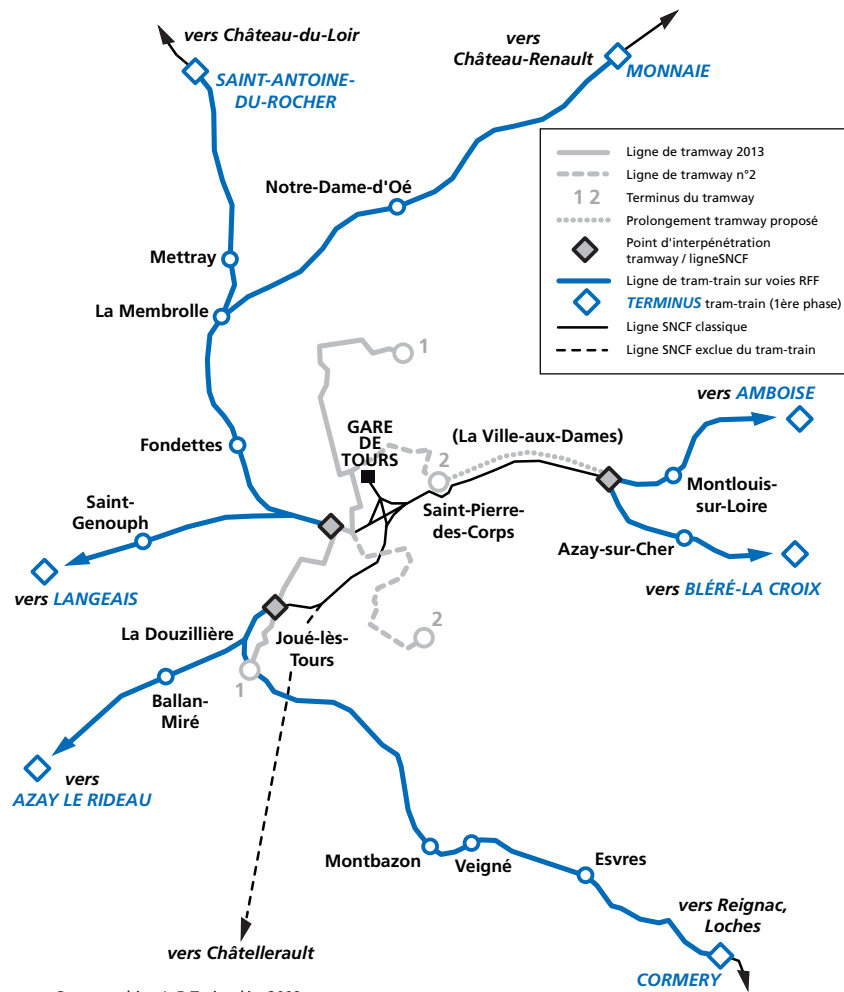 vers Château-du-Loir
SAINT-ANTOINE-
DU-ROCHER
vers
Château-Renault
MONNAIE
Ligne de tramway 2013
Ligne de tramway n°2
1 2 Terminus du tramway
Prolongement tramway proposé
Point d'interpénétration
tramway / ligneSNCF
Ligne de tram-train sur voies RFF
TERMINUS tram-train (1ère phase)
Ligne SNCF classique
Ligne SNCF exclue du tram-train
Notre-Dame-d'Oé
Mettray
La Membrolle
1
Fondettes
GARE
DE
TOURS
(La Ville-aux-Dames)
vers AMBOISE
2
Saint-
Genouph
Saint-Pierre-
des-Corps
Montlouis-
sur-Loire
Azay-sur-Cher
vers LANGEAIS
vers BLÉRÉ-LA CROIX
La Douzillière
Joué-lès-
Tours
2
1
Ballan-
Miré
vers
AZAY LE RIDEAU
Montbazon
Veigné
Esvres
vers Reignac,
Loches
vers Châtellerault
CORMERY